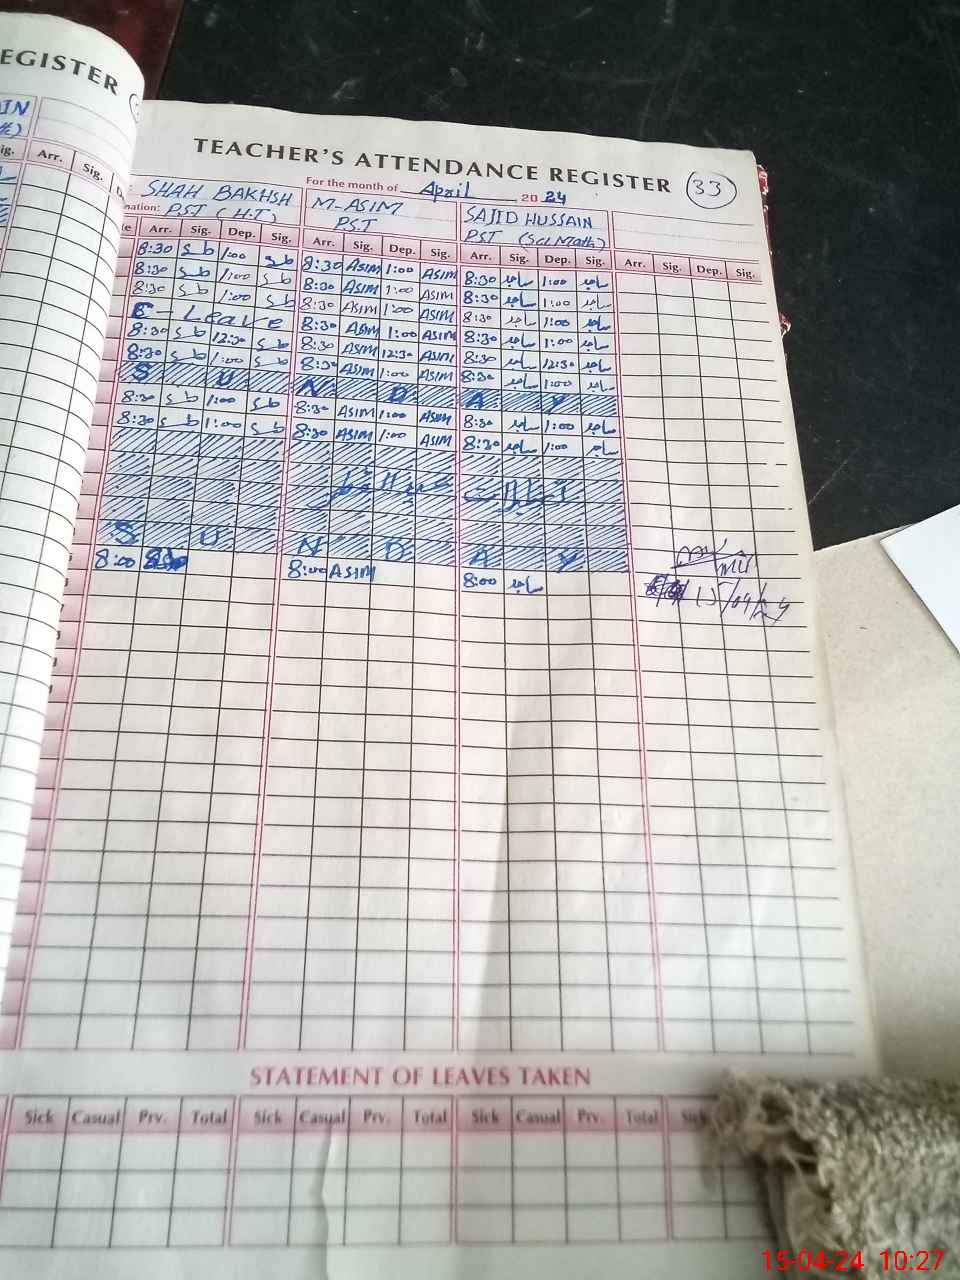 EGISTER
IN
ig. Arr. Sig. D
TEACHER'S ATTENDANCE REGISTER 33
For the month of April 2024
SHAH BAKHSH M-ASIM SAJID HUSSAIN
nation: PST (H.T) PST PST (Sci Math)
e Arr. Sig. Dep. Sig. Arr. Sig. Dep. Sig. Arr. Sig. Dep. Sig. Arr. Sig. Dep. Sig.
8:30 1:00 8:30 ASIM 1:00 ASIM 8:30 ساجد 1:00 ساجد
8:30 1:00 8:30 ASIM 1:00 ASIM 8:30 ساجد 1:00 ساجد
8:30 1:00 8:30 ASIM 1:00 ASIM 8:30 ساجد 1:00 ساجد
Leave 8:30 ASIM 1:00 ASIM 8:30 ساجد 1:00 ساجد
8:30 12:30 8:30 ASIM 12:30 ASIM 8:30 ساجد 12:30 ساجد
8:30 1:00 8:30 ASIM 1:00 ASIM 8:30 ساجد 1:00 ساجد
S U N D A Y
8:30 1:00 8:30 ASIM 1:00 ASIM 8:30 ساجد 1:00 ساجد
8:30 1:00 8:30 ASIM 1:00 ASIM 8:30 ساجد 1:00 ساجد
عید الفطر تعطیلات
S U N D A Y
8:00 8:00 ASIM 8:00 ساجد
15/04/24
STATEMENT OF LEAVES TAKEN
Sick Casual Prv. Total Sick Casual Prv. Total Sick Casual Prv. Total Sick
15-04-24 10:27